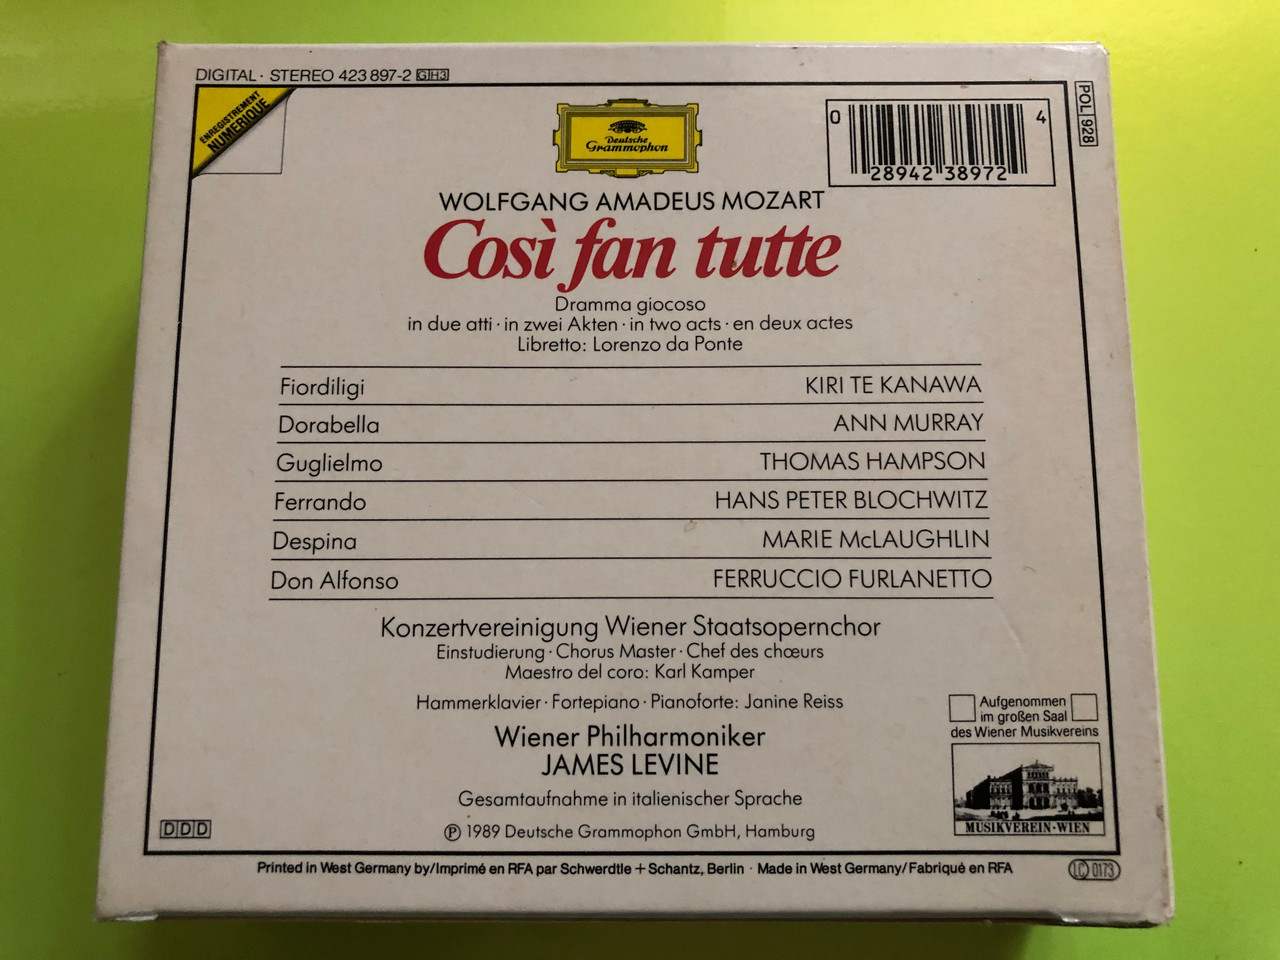 DIGITAL · STEREO 423 897-2 GH3
ENREGISTREMENT
NUMÉRIQUE
Deutsche
Grammophon
0 28942 38972 4
POL 928
WOLFGANG AMADEUS MOZART
Così fan tutte
Dramma giocoso
in due atti · in zwei Akten · in two acts · en deux actes
Libretto: Lorenzo da Ponte
Fiordiligi KIRI TE KANAWA
Dorabella ANN MURRAY
Guglielmo THOMAS HAMPSON
Ferrando HANS PETER BLOCHWITZ
Despina MARIE McLAUGHLIN
Don Alfonso FERRUCCIO FURLANETTO
Konzertvereinigung Wiener Staatsopernchor
Einstudierung · Chorus Master · Chef des chœurs
Maestro del coro: Karl Kamper
Hammerklavier · Fortepiano · Pianoforte: Janine Reiss
Wiener Philharmoniker
JAMES LEVINE
Gesamtaufnahme in italienischer Sprache
℗ 1989 Deutsche Grammophon GmbH, Hamburg
Aufgenommen
im großen Saal
des Wiener Musikvereins
MUSIKVEREIN·WIEN
DDD
Printed in West Germany by/Imprimé en RFA par Schwerdtle + Schantz, Berlin · Made in West Germany/Fabriqué en RFA
LC 0173